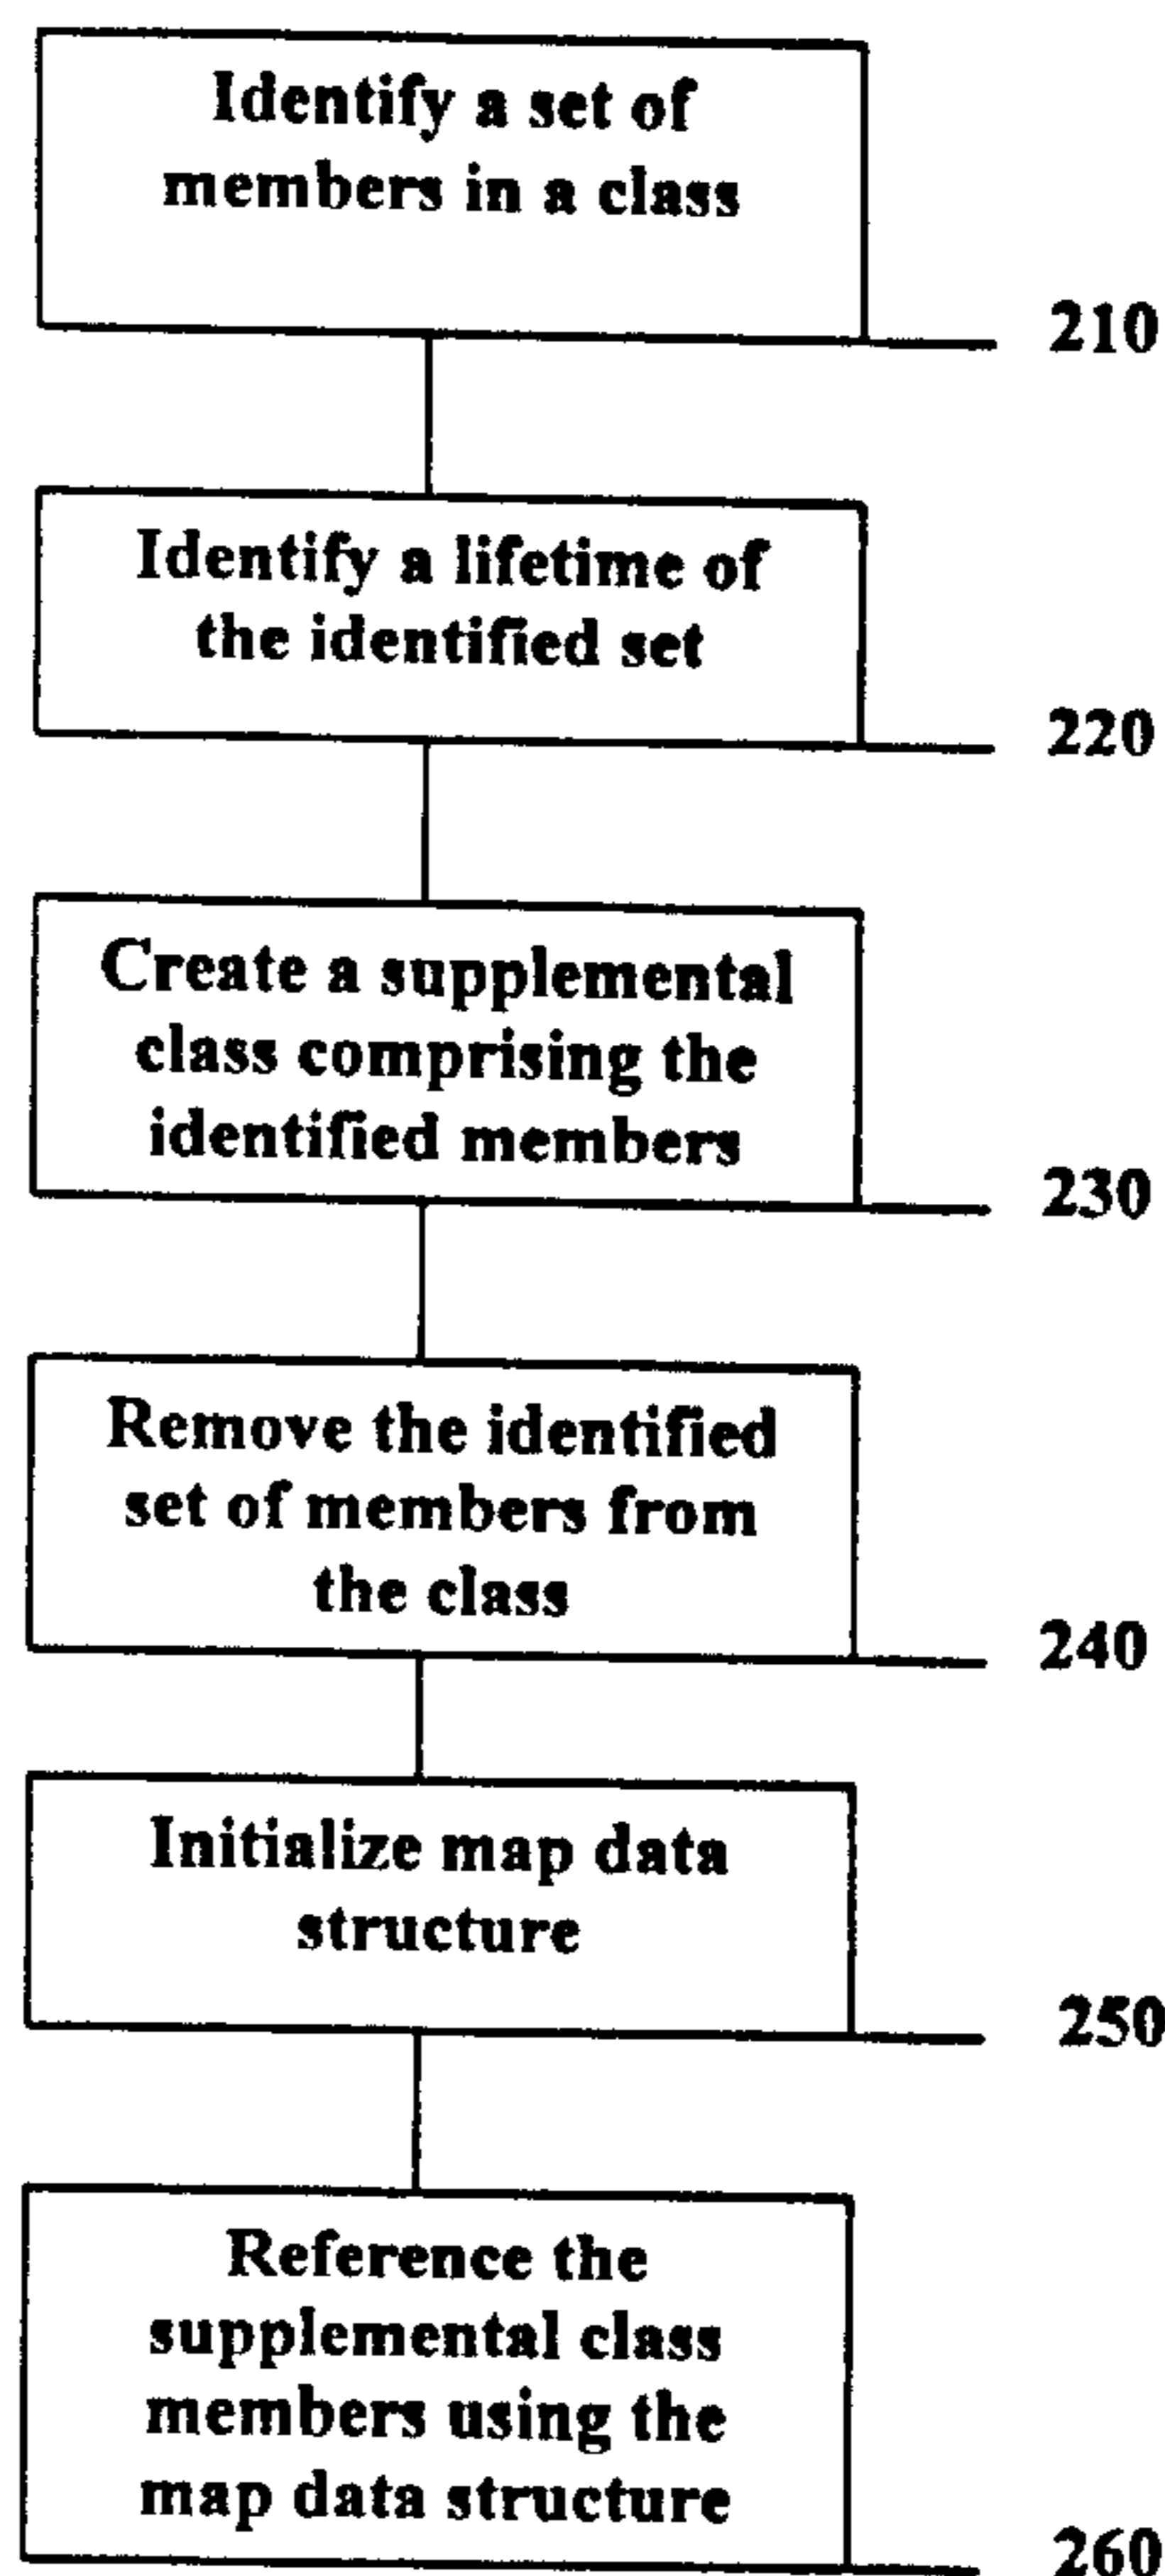 Identify a set of
members in a class
210
Identify a lifetime of
the identified set
220
Create a supplemental
class comprising the
identified members
230
Remove the identified
set of members from
the class
240
Initialize map data
structure
250
Reference the
supplemental class
members using the
map data structure
260